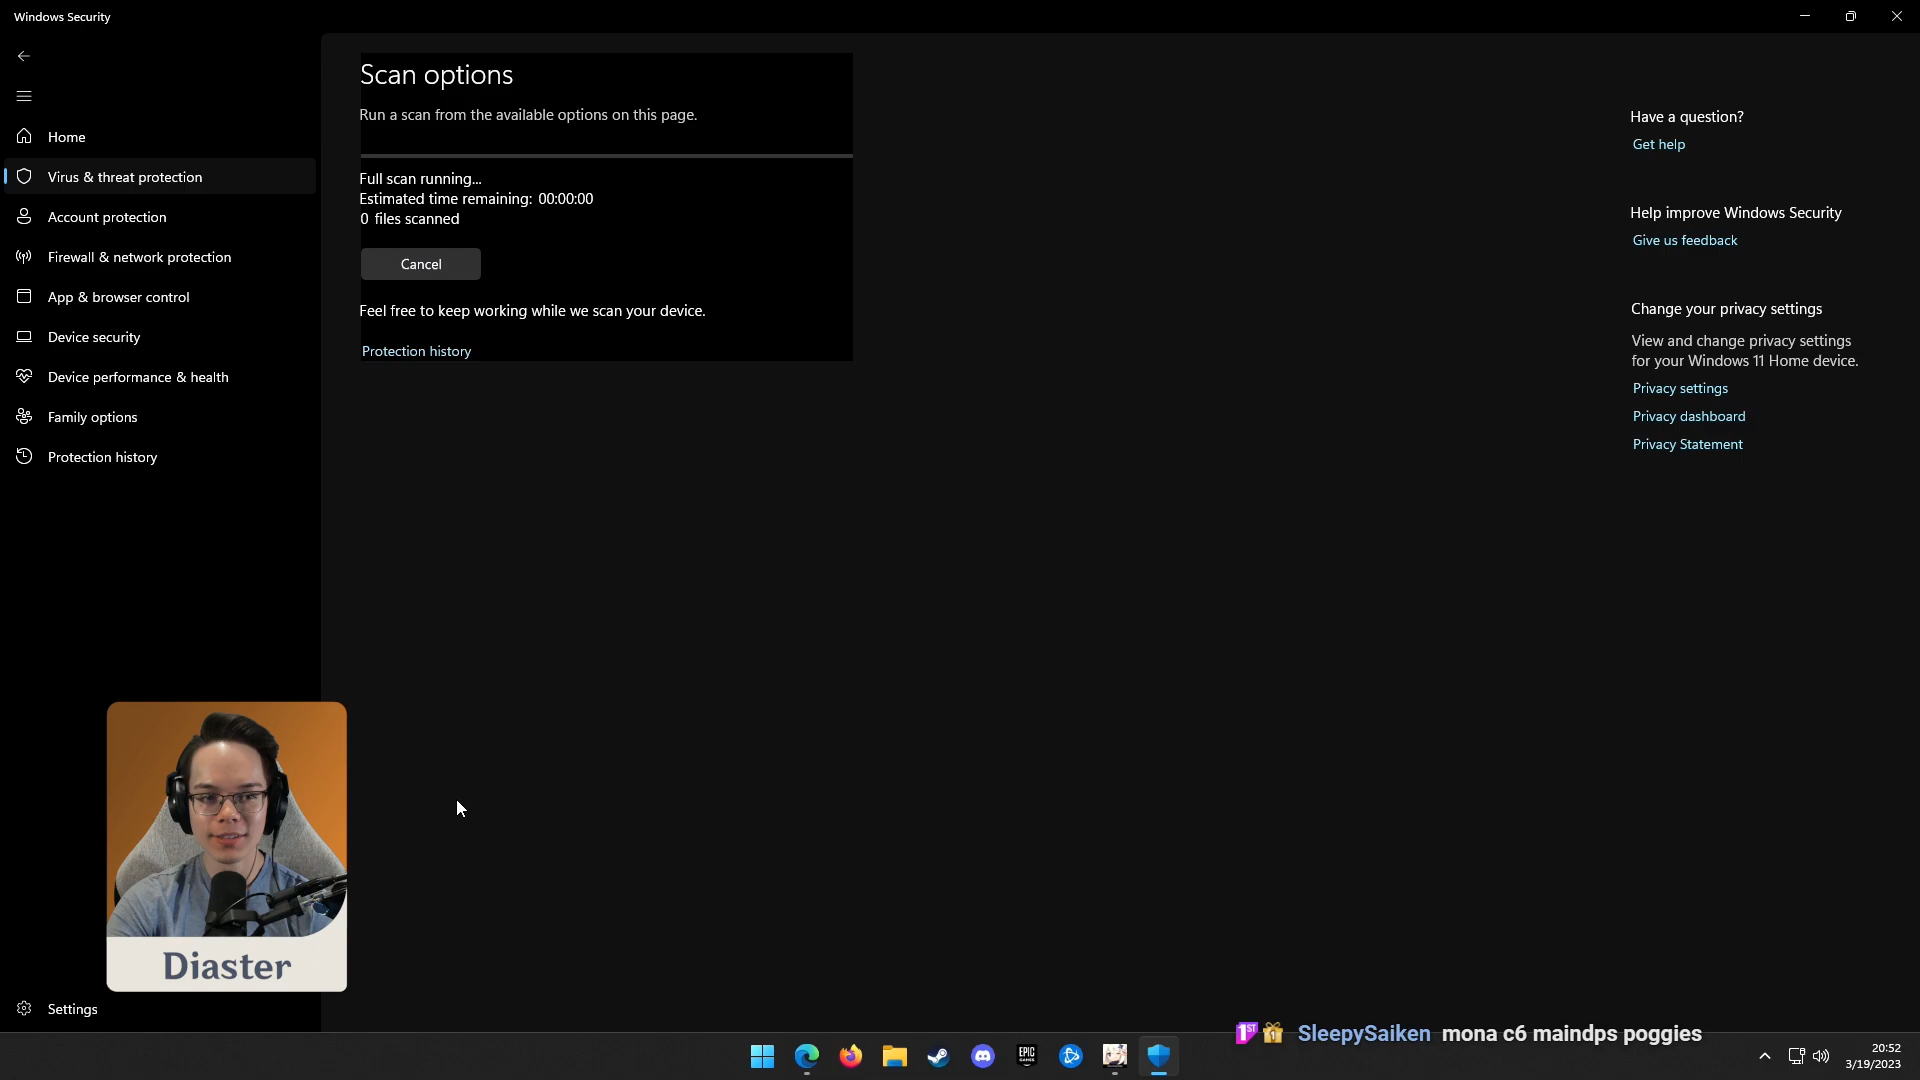 Windows Security
Home
Virus & threat protection
Account protection
Firewall & network protection
App & browser control
Device security
Device performance & health
Family options
Protection history
Settings
Scan options
Run a scan from the available options on this page.
Full scan running...
Estimated time remaining: 00:00:00
0 files scanned
Cancel
Feel free to keep working while we scan your device.
Protection history
Have a question?
Get help
Help improve Windows Security
Give us feedback
Change your privacy settings
View and change privacy settings
for your Windows 11 Home device.
Privacy settings
Privacy dashboard
Privacy Statement
Diaster
1ST 1 SleepySaiken mona c6 maindps poggies
EPIC
GAMES
20:52
3/19/2023